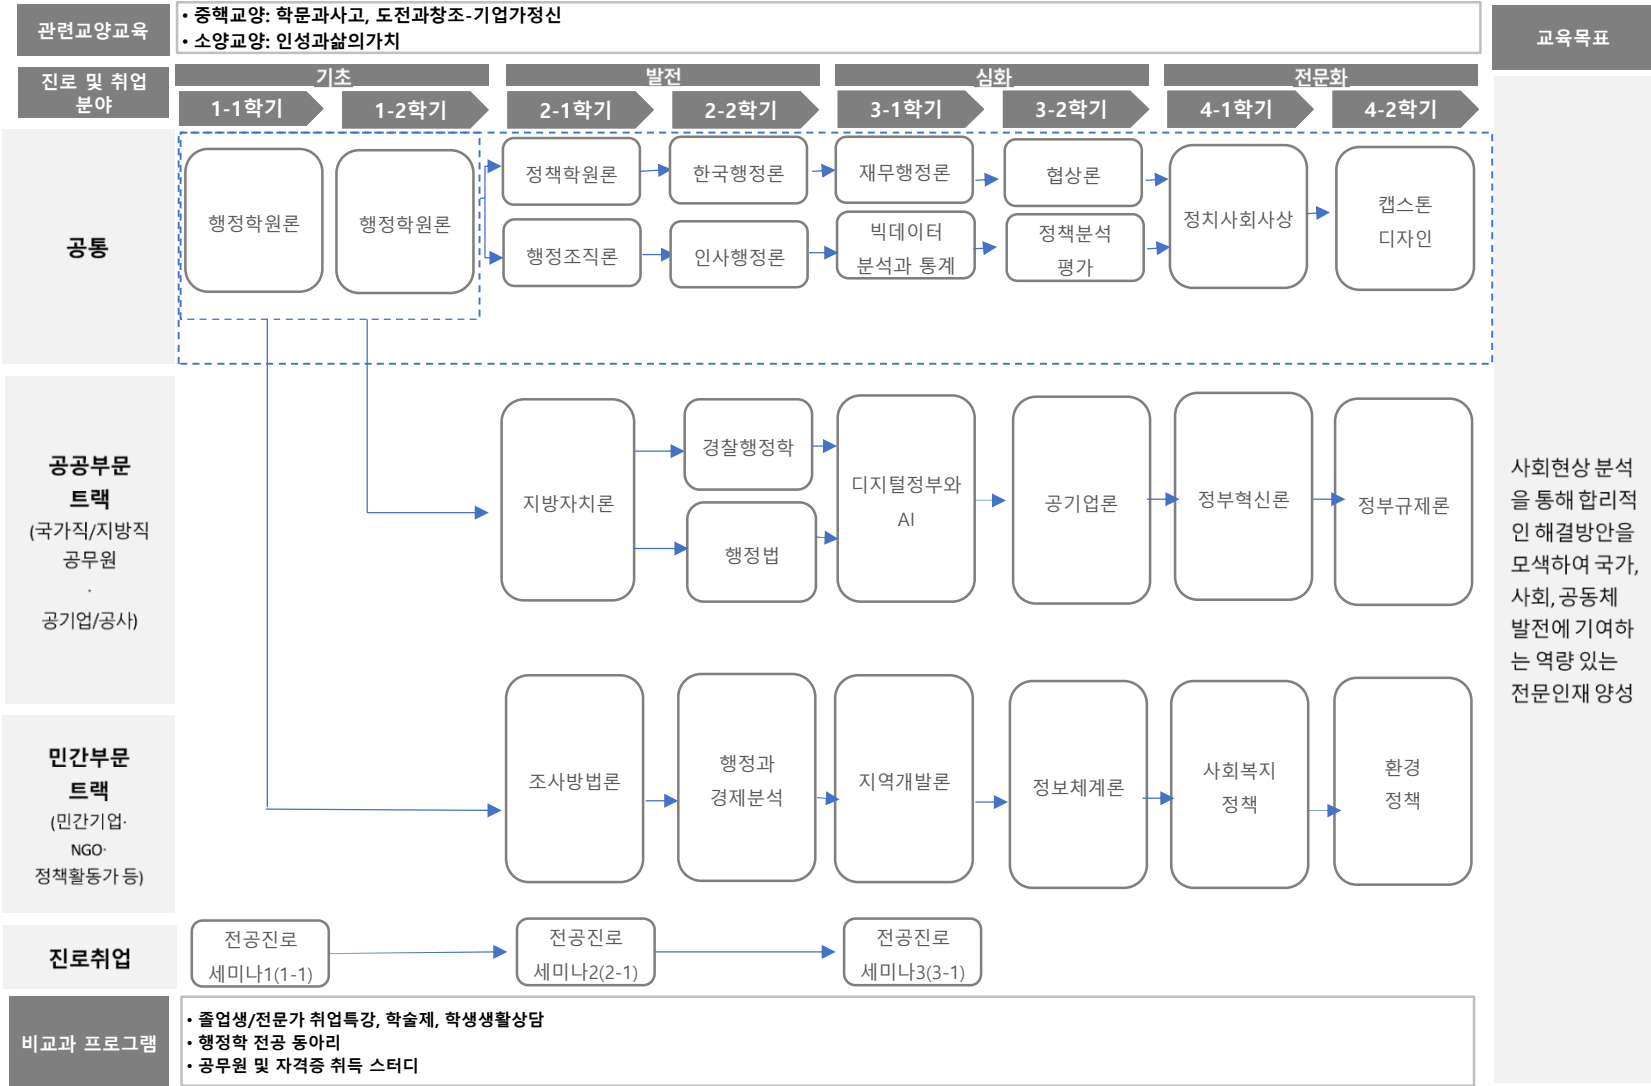 관련교양교육
• 중핵교양: 학문과사고, 도전과창조-기업가정신
• 소양교양: 인성과삶의가치
교육목표
진로 및 취업
분야
기초
발전
심화
전문화
1-1학기
1-2학기
2-1학기
2-2학기
3-1학기
3-2학기
4-1학기
4-2학기
공통
행정학원론
행정학원론
정책학원론
한국행정론
재무행정론
협상론
행정조직론
인사행정론
빅데이터
분석과 통계
정책분석
평가
정치사회사상
캡스톤
디자인
공공부문
트랙
(국가직/지방직
공무원
·
공기업/공사)
지방자치론
경찰행정학
행정법
디지털정부와
AI
공기업론
정부혁신론
정부규제론
민간부문
트랙
(민간기업·
NGO·
정책활동가 등)
조사방법론
행정과
경제분석
지역개발론
정보체계론
사회복지
정책
환경
정책
사회현상 분석
을 통해 합리적
인 해결방안을
모색하여 국가,
사회, 공동체
발전에 기여하
는 역량 있는
전문인재 양성
진로취업
전공진로
세미나1(1-1)
전공진로
세미나2(2-1)
전공진로
세미나3(3-1)
비교과 프로그램
• 졸업생/전문가 취업특강, 학술제, 학생생활상담
• 행정학 전공 동아리
• 공무원 및 자격증 취득 스터디